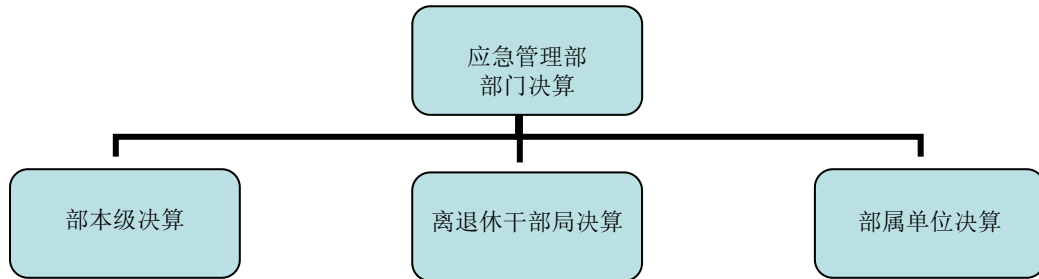 应急管理部
部门决算
部本级决算
离退休干部局决算
部属单位决算